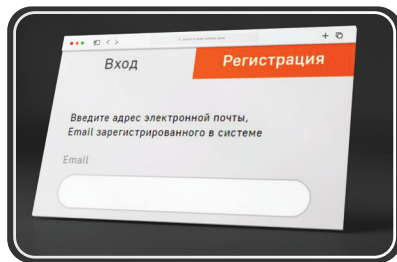 Вход
Регистрация
Введите адрес электронной почты,
Email зарегистрированного в системе
Email